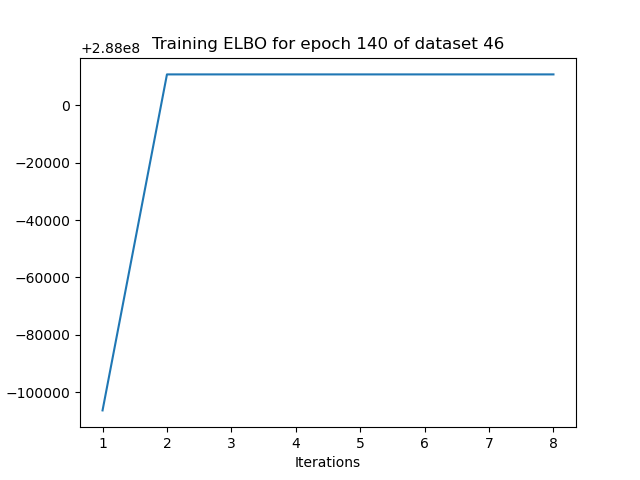 +2.88e8
Training ELBO for epoch 140 of dataset 46
0
−20000
−40000
−60000
−80000
−100000
1 2 3 4 5 6 7 8
Iterations